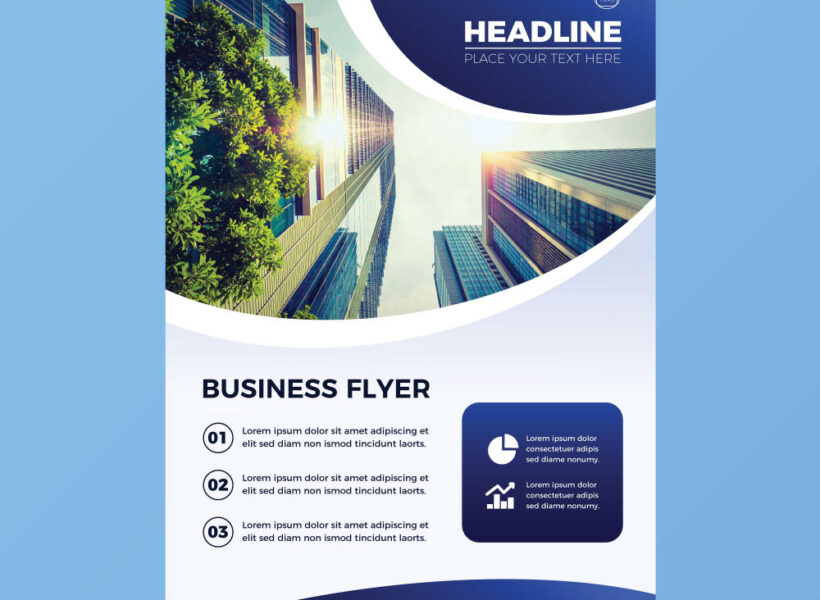 HEADLINE
PLACE YOUR TEXT HERE
BUSINESS FLYER
01
Lorem ipsum dolor sit amet adipiscing et
elit sed diam non ismod tincidunt laorts.
02
Lorem ipsum dolor sit amet adipiscing et
elit sed diam non ismod tincidunt laorts.
03
Lorem ipsum dolor sit amet adipiscing et
elit sed diam non ismod tincidunt laorts.
Lorem ipsum dolor
consectetuer adipis
sed diame nonumy.
Lorem ipsum dolor
consectetuer adipis
sed diame nonumy.